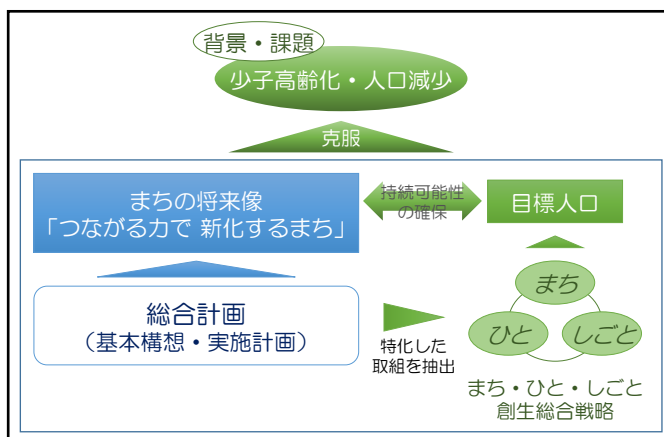 背景・課題
少子高齢化・人口減少
克服
まちの将来像
「つながる力で 新化するまち」
持続可能性
の確保
目標人口
総合計画
（基本構想・実施計画）
特化した
取組を抽出
まち
ひと
しごと
まち・ひと・しごと
創生総合戦略